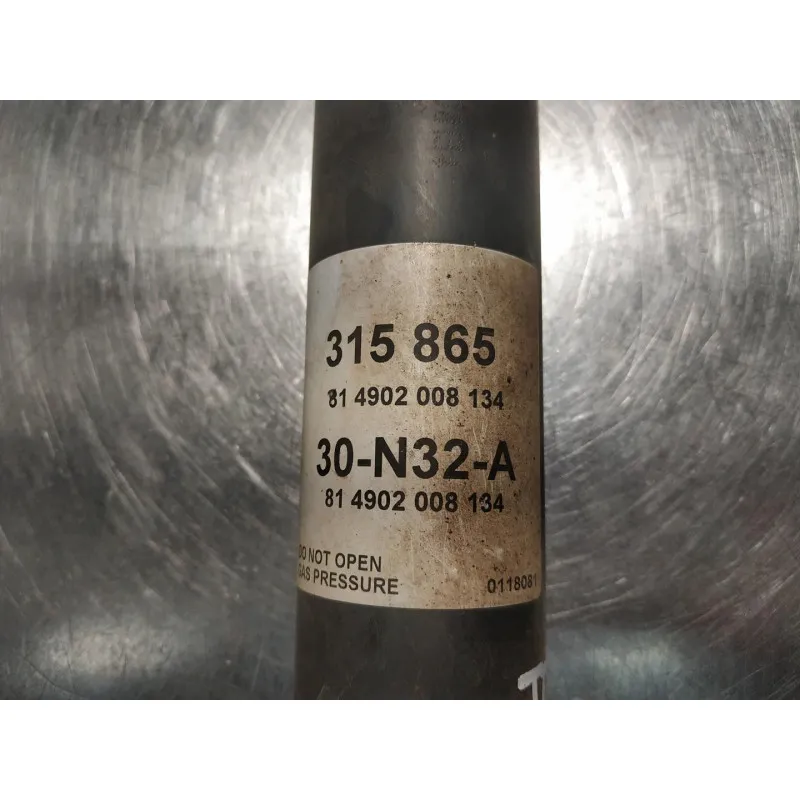 315 865
81 4902 008 134
30-N32-A
81 4902 008 134
DO NOT OPEN
GAS PRESSURE 0118081